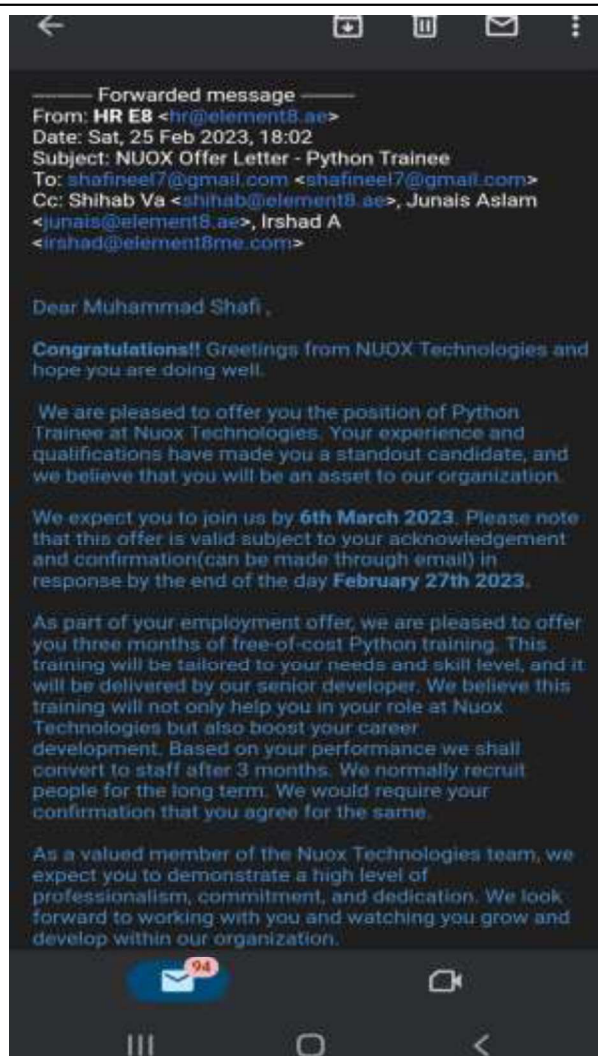 ——— Forwarded message ———
From: HR E8 <hr@element8.ae>
Date: Sat, 25 Feb 2023, 18:02
Subject: NUOX Offer Letter - Python Trainee
To: shafineel7@gmail.com <shafineel7@gmail.com>
Cc: Shihab Va <shihab@element8.ae>, Junais Aslam
<junais@element8.ae>, Irshad A
<irshad@element8me.com>
Dear Muhammad Shafi ,
Congratulations!! Greetings from NUOX Technologies and
hope you are doing well.
We are pleased to offer you the position of Python
Trainee at Nuox Technologies. Your experience and
qualifications have made you a standout candidate, and
we believe that you will be an asset to our organization.
We expect you to join us by 6th March 2023. Please note
that this offer is valid subject to your acknowledgement
and confirmation(can be made through email) in
response by the end of the day February 27th 2023.
As part of your employment offer, we are pleased to offer
you three months of free-of-cost Python training. This
training will be tailored to your needs and skill level, and it
will be delivered by our senior developer. We believe this
training will not only help you in your role at Nuox
Technologies but also boost your career
development. Based on your performance we shall
convert to staff after 3 months. We normally recruit
people for the long term. We would require your
confirmation that you agree for the same.
As a valued member of the Nuox Technologies team, we
expect you to demonstrate a high level of
professionalism, commitment, and dedication. We look
forward to working with you and watching you grow and
develop within our organization.
94